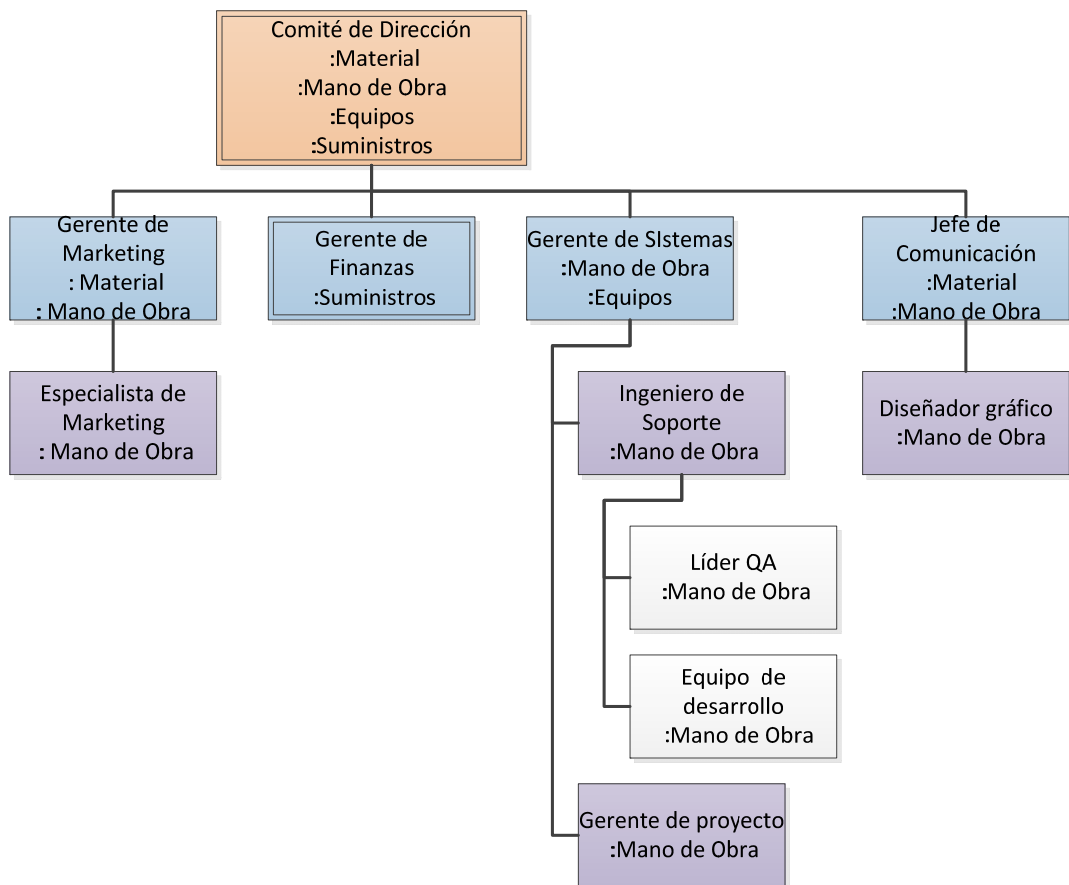 Comité de Dirección
:Material
:Mano de Obra
:Equipos
:Suministros
Gerente de
Marketing
: Material
: Mano de Obra
Gerente de
Finanzas
:Suministros
Gerente de SIstemas
:Mano de Obra
:Equipos
Jefe de
Comunicación
:Material
:Mano de Obra
Especialista de
Marketing
: Mano de Obra
Ingeniero de
Soporte
:Mano de Obra
Diseñador gráfico
:Mano de Obra
Líder QA
:Mano de Obra
Equipo  de
desarrollo
:Mano de Obra
Gerente de proyecto
:Mano de Obra